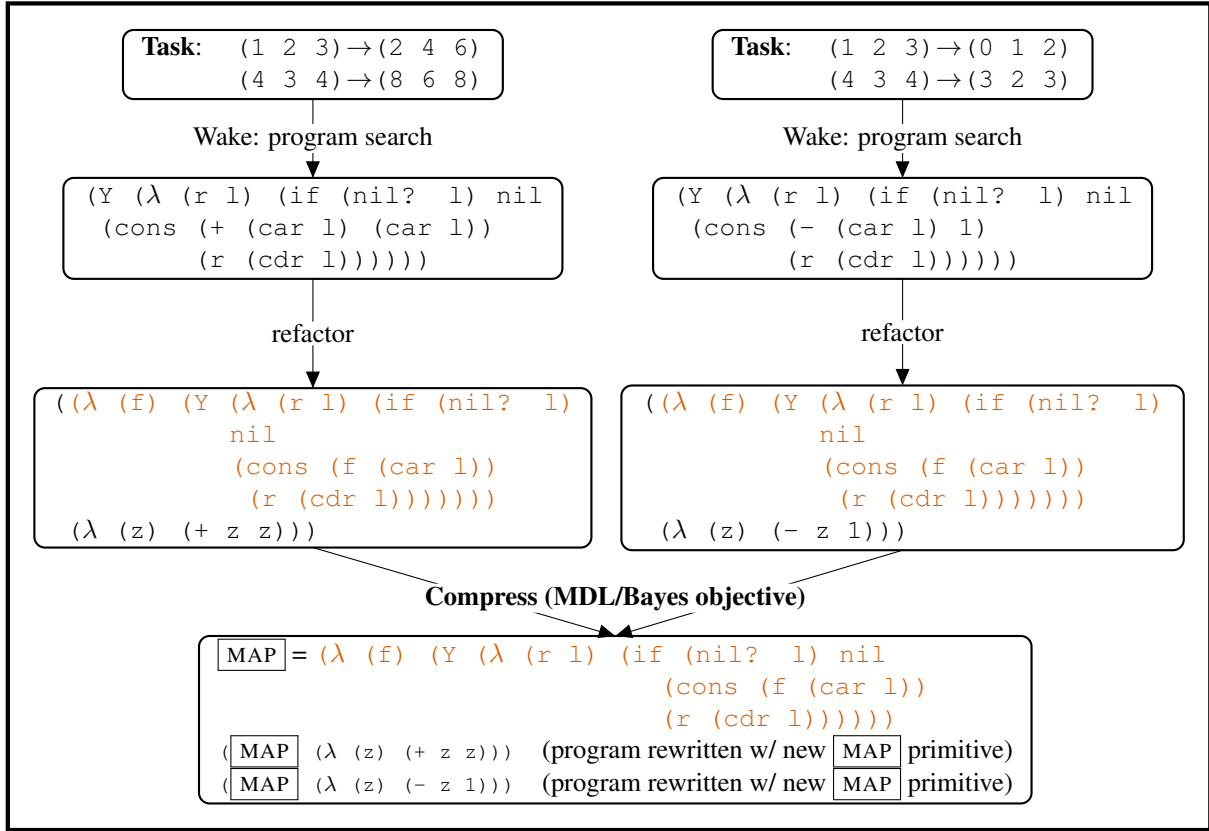 Task: (1 2 3)→(2 4 6)
(4 3 4)→(8 6 8)
Wake: program search
(Y (λ (r l) (if (nil? l) nil
(cons (+ (car l) (car l))
(r (cdr l))))))
refactor
((λ (f) (Y (λ (r l) (if (nil? l)
nil
(cons (f (car l))
(r (cdr l)))))))
(λ (z) (+ z z)))
Task: (1 2 3)→(0 1 2)
(4 3 4)→(3 2 3)
Wake: program search
(Y (λ (r l) (if (nil? l) nil
(cons (- (car l) 1)
(r (cdr l))))))
refactor
((λ (f) (Y (λ (r l) (if (nil? l)
nil
(cons (f (car l))
(r (cdr l)))))))
(λ (z) (- z 1)))
Compress (MDL/Bayes objective)
MAP = (λ (f) (Y (λ (r l) (if (nil? l) nil
(cons (f (car l))
(r (cdr l))))))
(MAP (λ (z) (+ z z))) (program rewritten w/ new MAP primitive)
(MAP (λ (z) (- z 1))) (program rewritten w/ new MAP primitive)